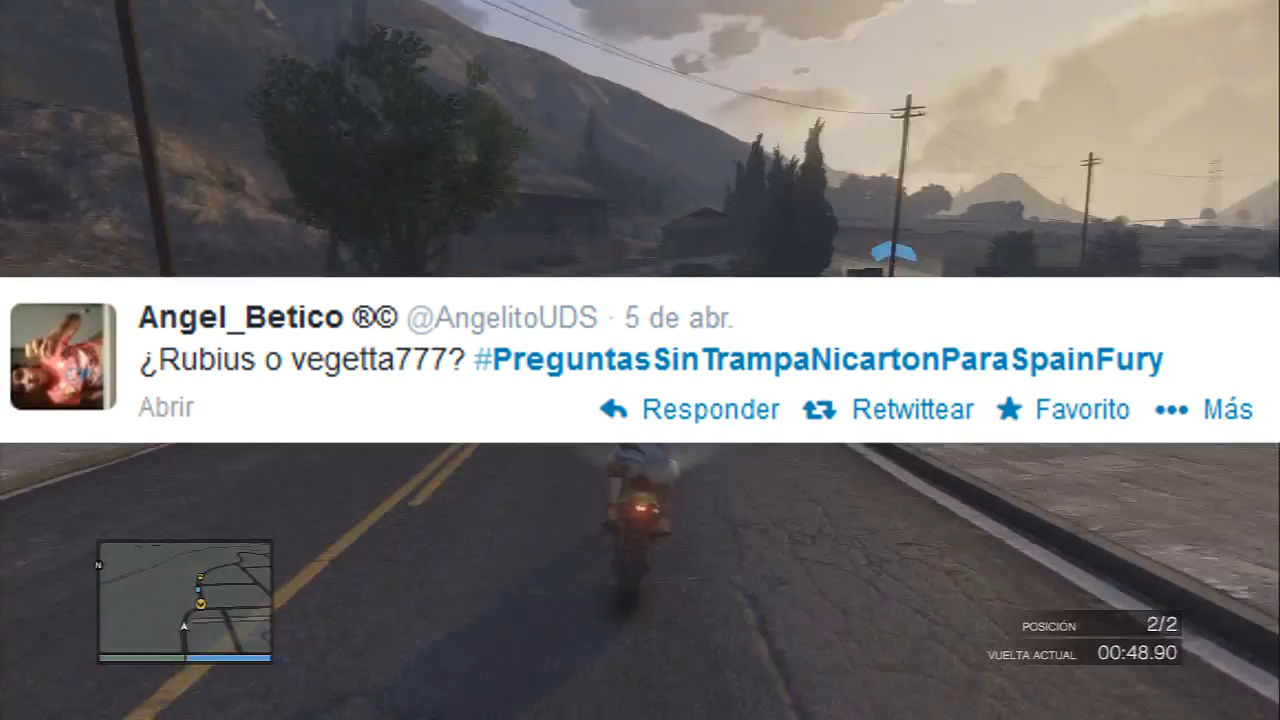 Angel_Betico ®© @AngelitoUDS · 5 de abr.
¿Rubius o vegetta777? #PreguntasSinTrampaNicartonParaSpainFury
Abrir
Responder Retwittear Favorito Más
N
POSICIÓN 2/2
VUELTA ACTUAL 00:48.90